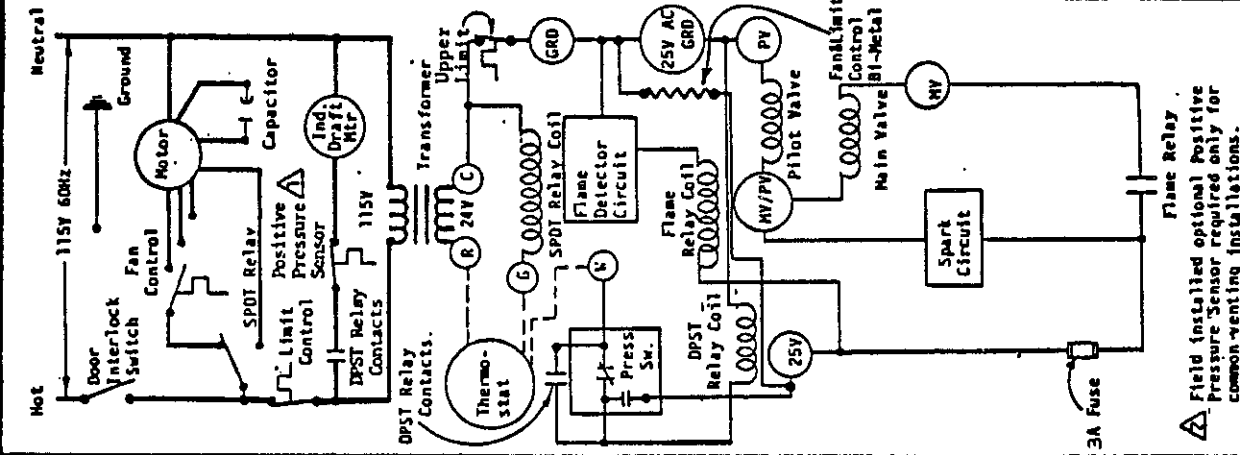 Hot
115V 60Hz
Neutral
Door
Interlock
Switch
Ground
Fan
Control
Motor
Capacitor
SPDT Relay
Positive
Pressure
Sensor
Ind.
Draft
Mtr
Limit
Control
DPST Relay
Contacts
115V
Transformer
24V
R
C
Upper
Limit
GRD
25V AC
GRD
PV
Fan&Limit
Control
Bi-Metal
G
SPDT Relay Coil
Thermo-
stat
DPST Relay
Contacts.
W
Flame
Detector
Circuit
Pilot Valve
MV/PV
Main Valve
MV
Press
Sw.
Flame
Relay Coil
DPST
Relay Coil
25V
Spark
Circuit
Flame Relay
3A Fuse
Field installed optional Positive
Pressure Sensor required only for
common venting installations.